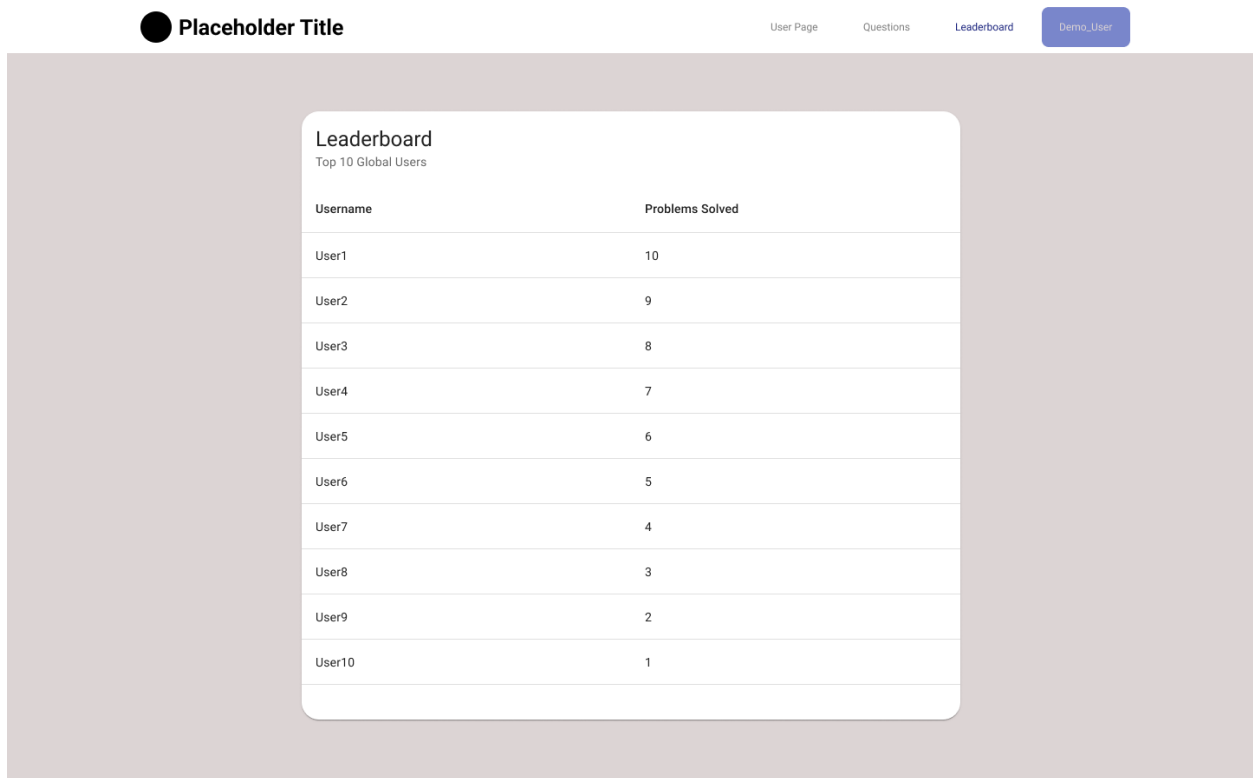 Placeholder Title
User Page Questions Leaderboard Demo_User
Leaderboard
Top 10 Global Users
Username Problems Solved
User1 10
User2 9
User3 8
User4 7
User5 6
User6 5
User7 4
User8 3
User9 2
User10 1